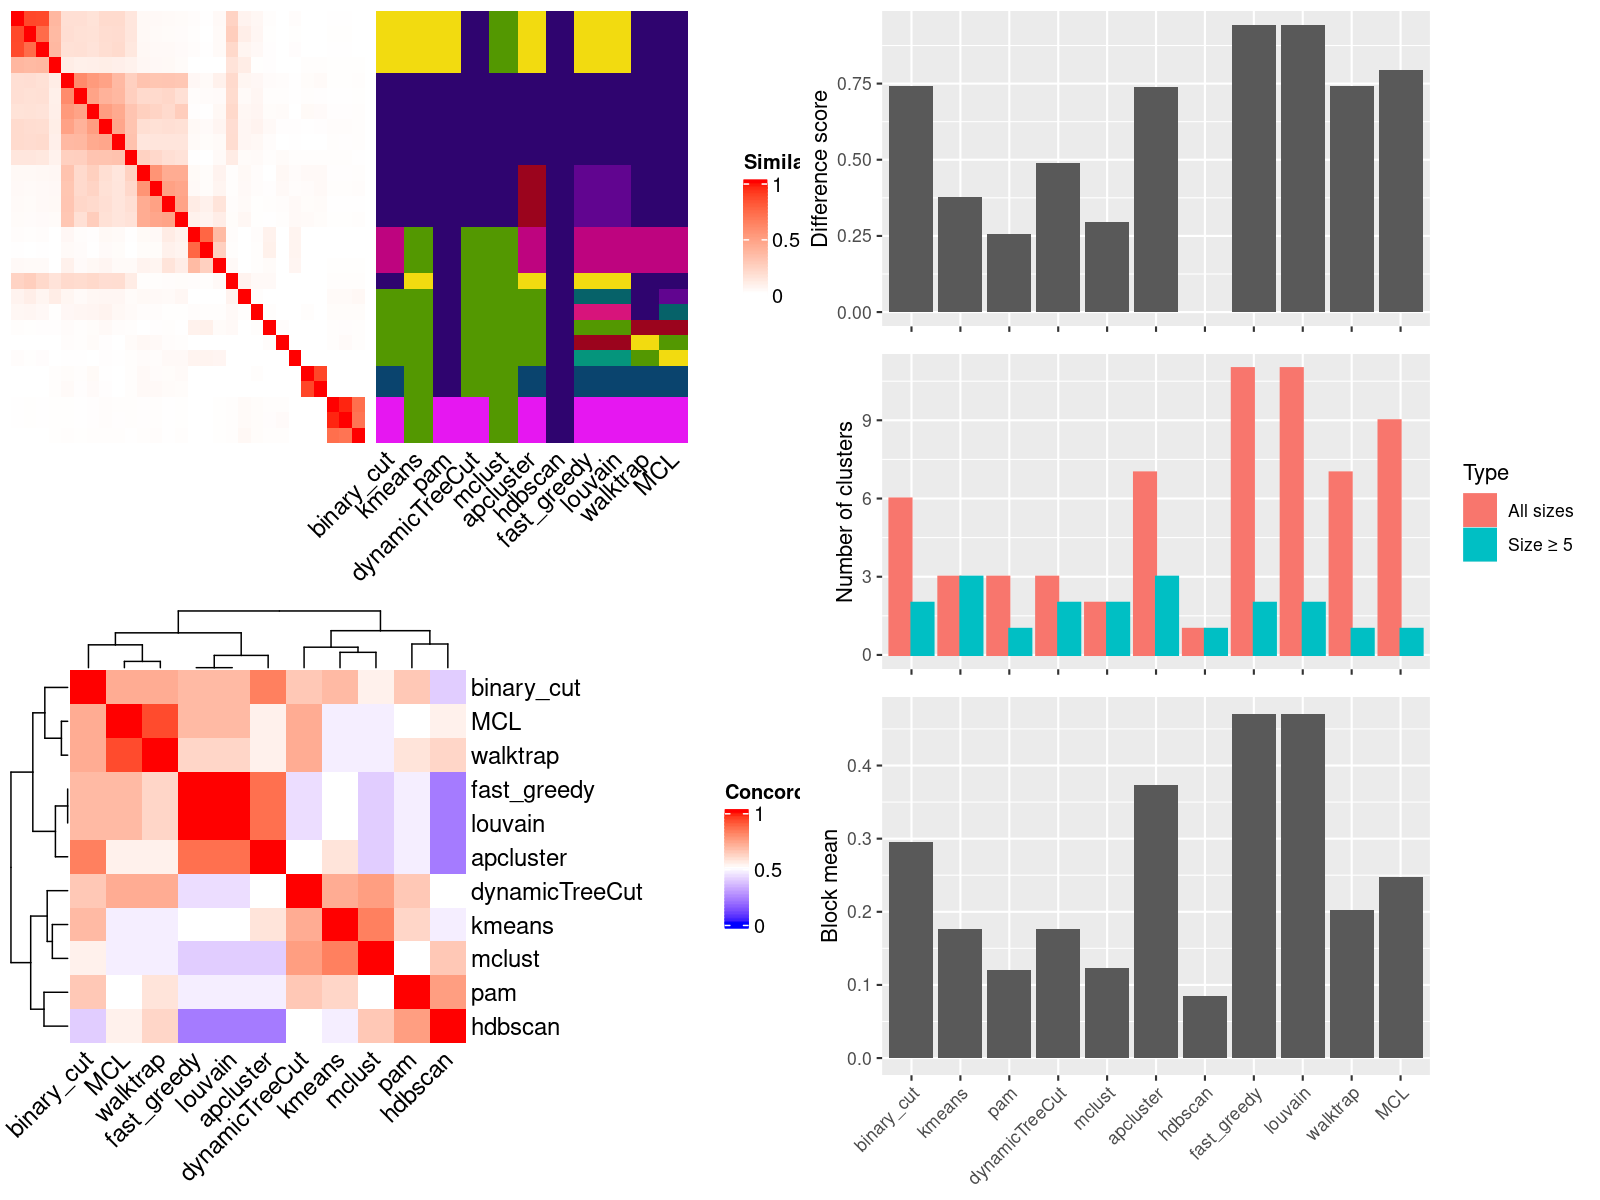 Simila
1
0.5
0
binary_cut
kmeans
pam
dynamicTreeCut
mclust
apcluster
hdbscan
fast_greedy
louvain
walktrap
MCL
Difference score
0.75
0.50
0.25
0.00
Number of clusters
9
6
3
0
Type
All sizes
Size ≥ 5
binary_cut
MCL
walktrap
fast_greedy
louvain
apcluster
dynamicTreeCut
kmeans
mclust
pam
hdbscan
binary_cut
MCL
walktrap
fast_greedy
louvain
apcluster
dynamicTreeCut
kmeans
mclust
pam
hdbscan
Concord
1
0.5
0
Block mean
0.4
0.3
0.2
0.1
0.0
binary_cut
kmeans
pam
dynamicTreeCut
mclust
apcluster
hdbscan
fast_greedy
louvain
walktrap
MCL